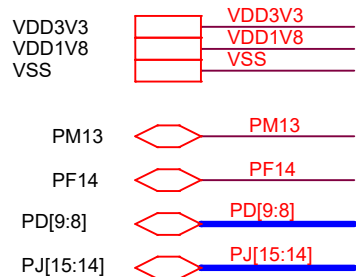 VDD3V3 VDD3V3
VDD1V8 VDD1V8
VSS VSS
PM13 PM13
PF14 PF14
PD[9:8] PD[9:8]
PJ[15:14] PJ[15:14]